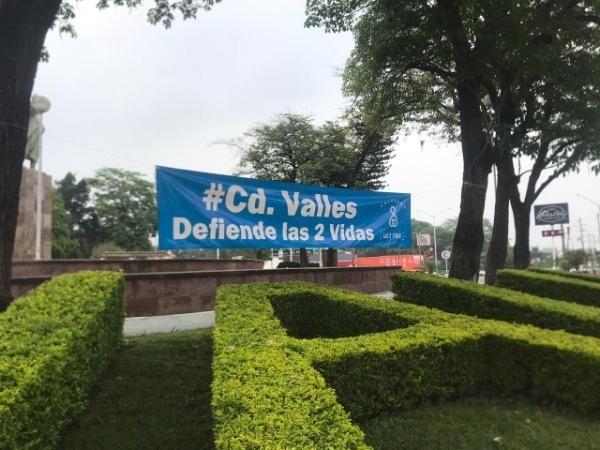 #Cd. Valles
Defiende las 2 Vidas